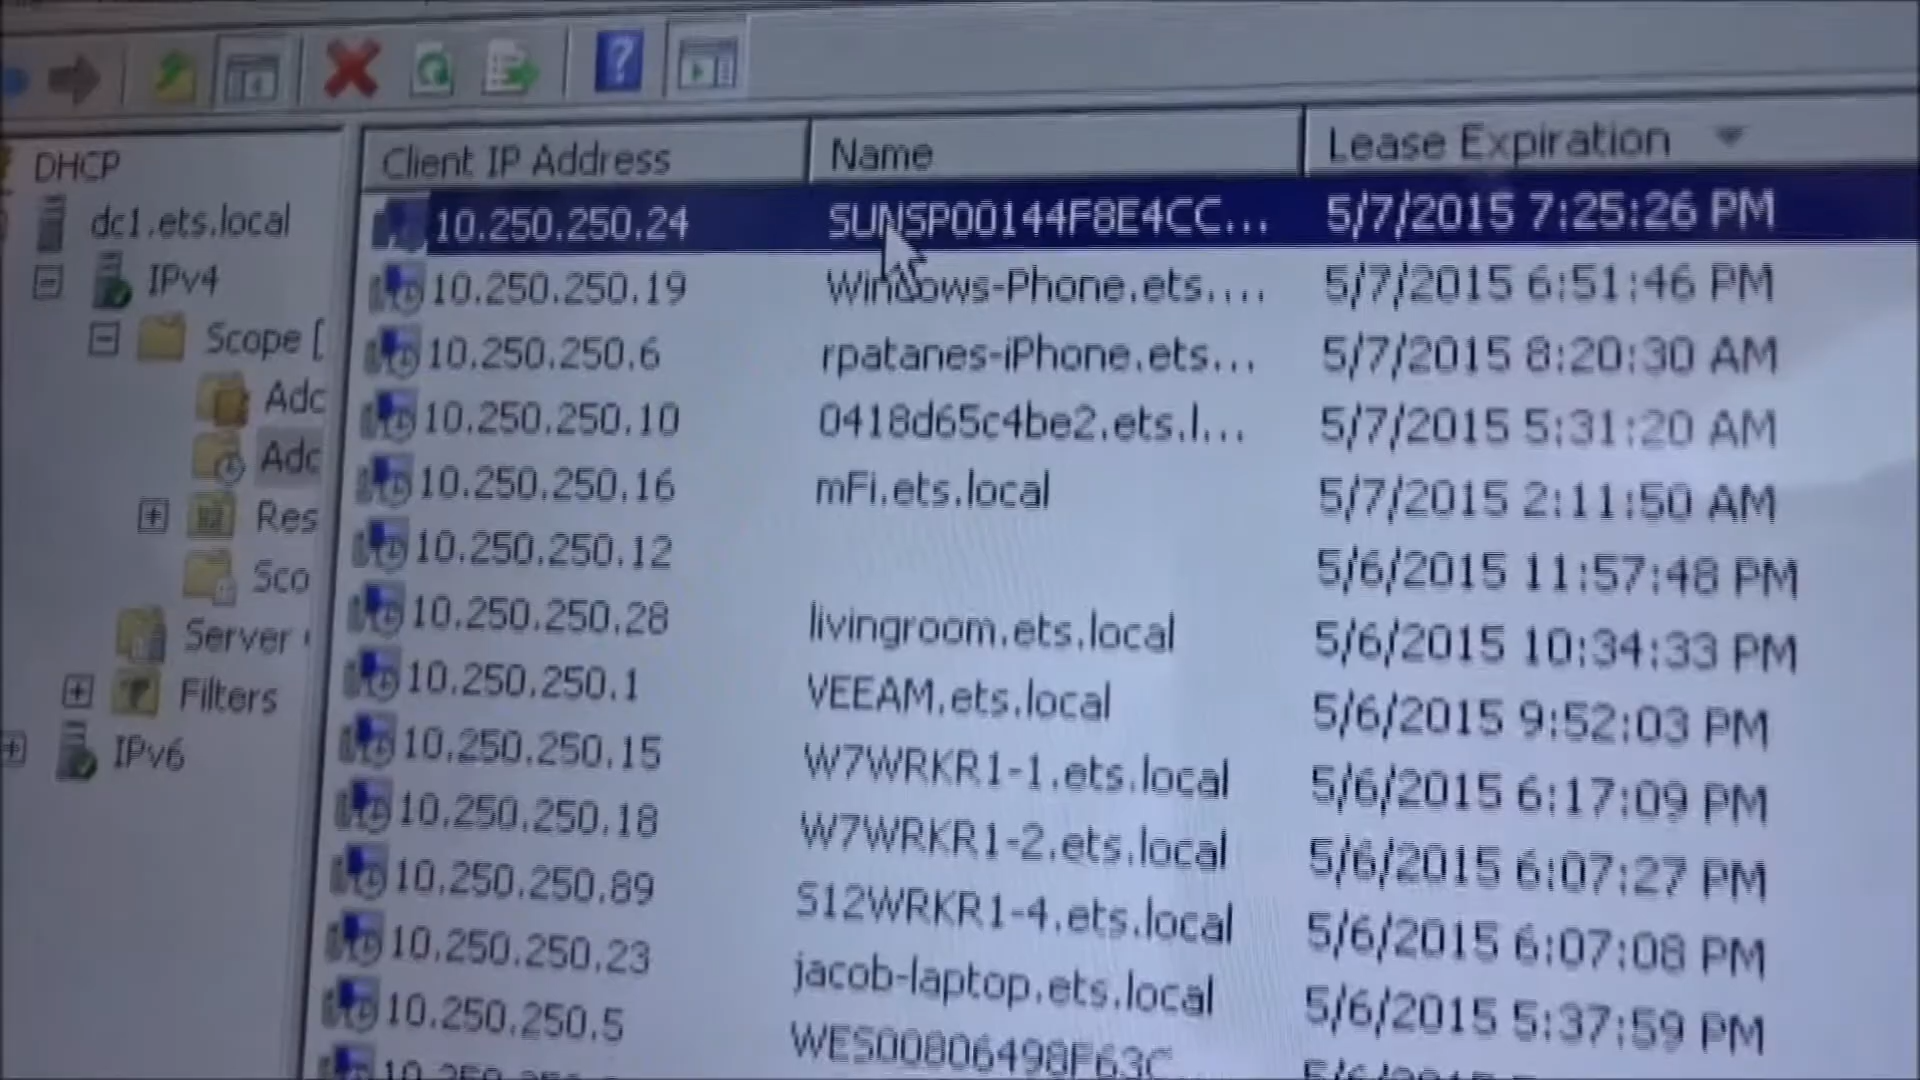 DHCP
dc1.ets.local
IPv4
Scope [
Adc
Adc
Res
Sco
Server
Filters
IPv6
Client IP Address Name Lease Expiration
10.250.250.24 SUNSP00144F8E4CC... 5/7/2015 7:25:26 PM
10.250.250.19 Windows-Phone.ets.... 5/7/2015 6:51:46 PM
10.250.250.6 rpatanes-iPhone.ets... 5/7/2015 8:20:30 AM
10.250.250.10 0418d65c4be2.ets.l... 5/7/2015 5:31:20 AM
10.250.250.16 mFi.ets.local 5/7/2015 2:11:50 AM
10.250.250.12 5/6/2015 11:57:48 PM
10.250.250.28 livingroom.ets.local 5/6/2015 10:34:33 PM
10.250.250.1 VEEAM.ets.local 5/6/2015 9:52:03 PM
10.250.250.15 W7WRKR1-1.ets.local 5/6/2015 6:17:09 PM
10.250.250.18 W7WRKR1-2.ets.local 5/6/2015 6:07:27 PM
10.250.250.89 S12WRKR1-4.ets.local 5/6/2015 6:07:08 PM
10.250.250.23 jacob-laptop.ets.local 5/6/2015 5:37:59 PM
10.250.250.5 WES00806498F63C...